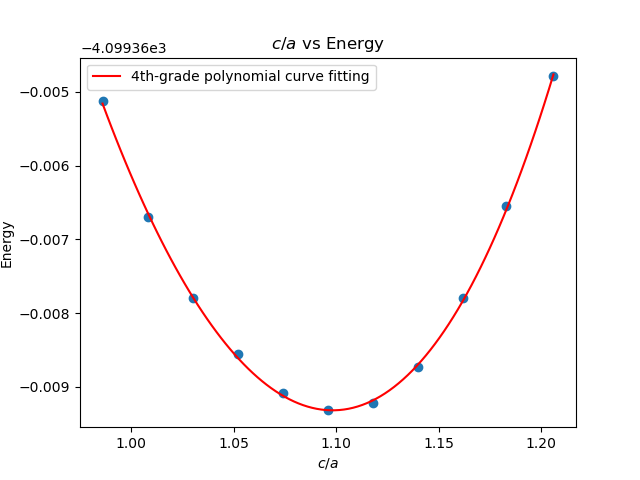 c/a vs Energy
−4.09936e3
4th-grade polynomial curve fitting
−0.005
−0.006
−0.007
−0.008
−0.009
Energy
1.00 1.05 1.10 1.15 1.20
c/a